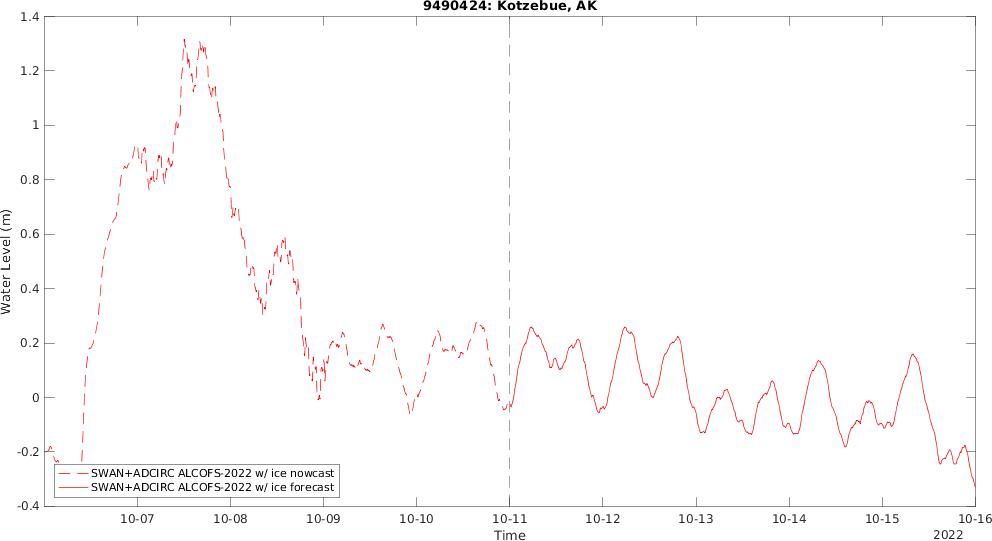 9490424: Kotzebue, AK
Water Level (m)
1.4
1.2
1
0.8
0.6
0.4
0.2
0
-0.2
-0.4
SWAN+ADCIRC ALCOFS-2022 w/ ice nowcast
SWAN+ADCIRC ALCOFS-2022 w/ ice forecast
10-07 10-08 10-09 10-10 10-11 10-12 10-13 10-14 10-15 10-16
Time
2022